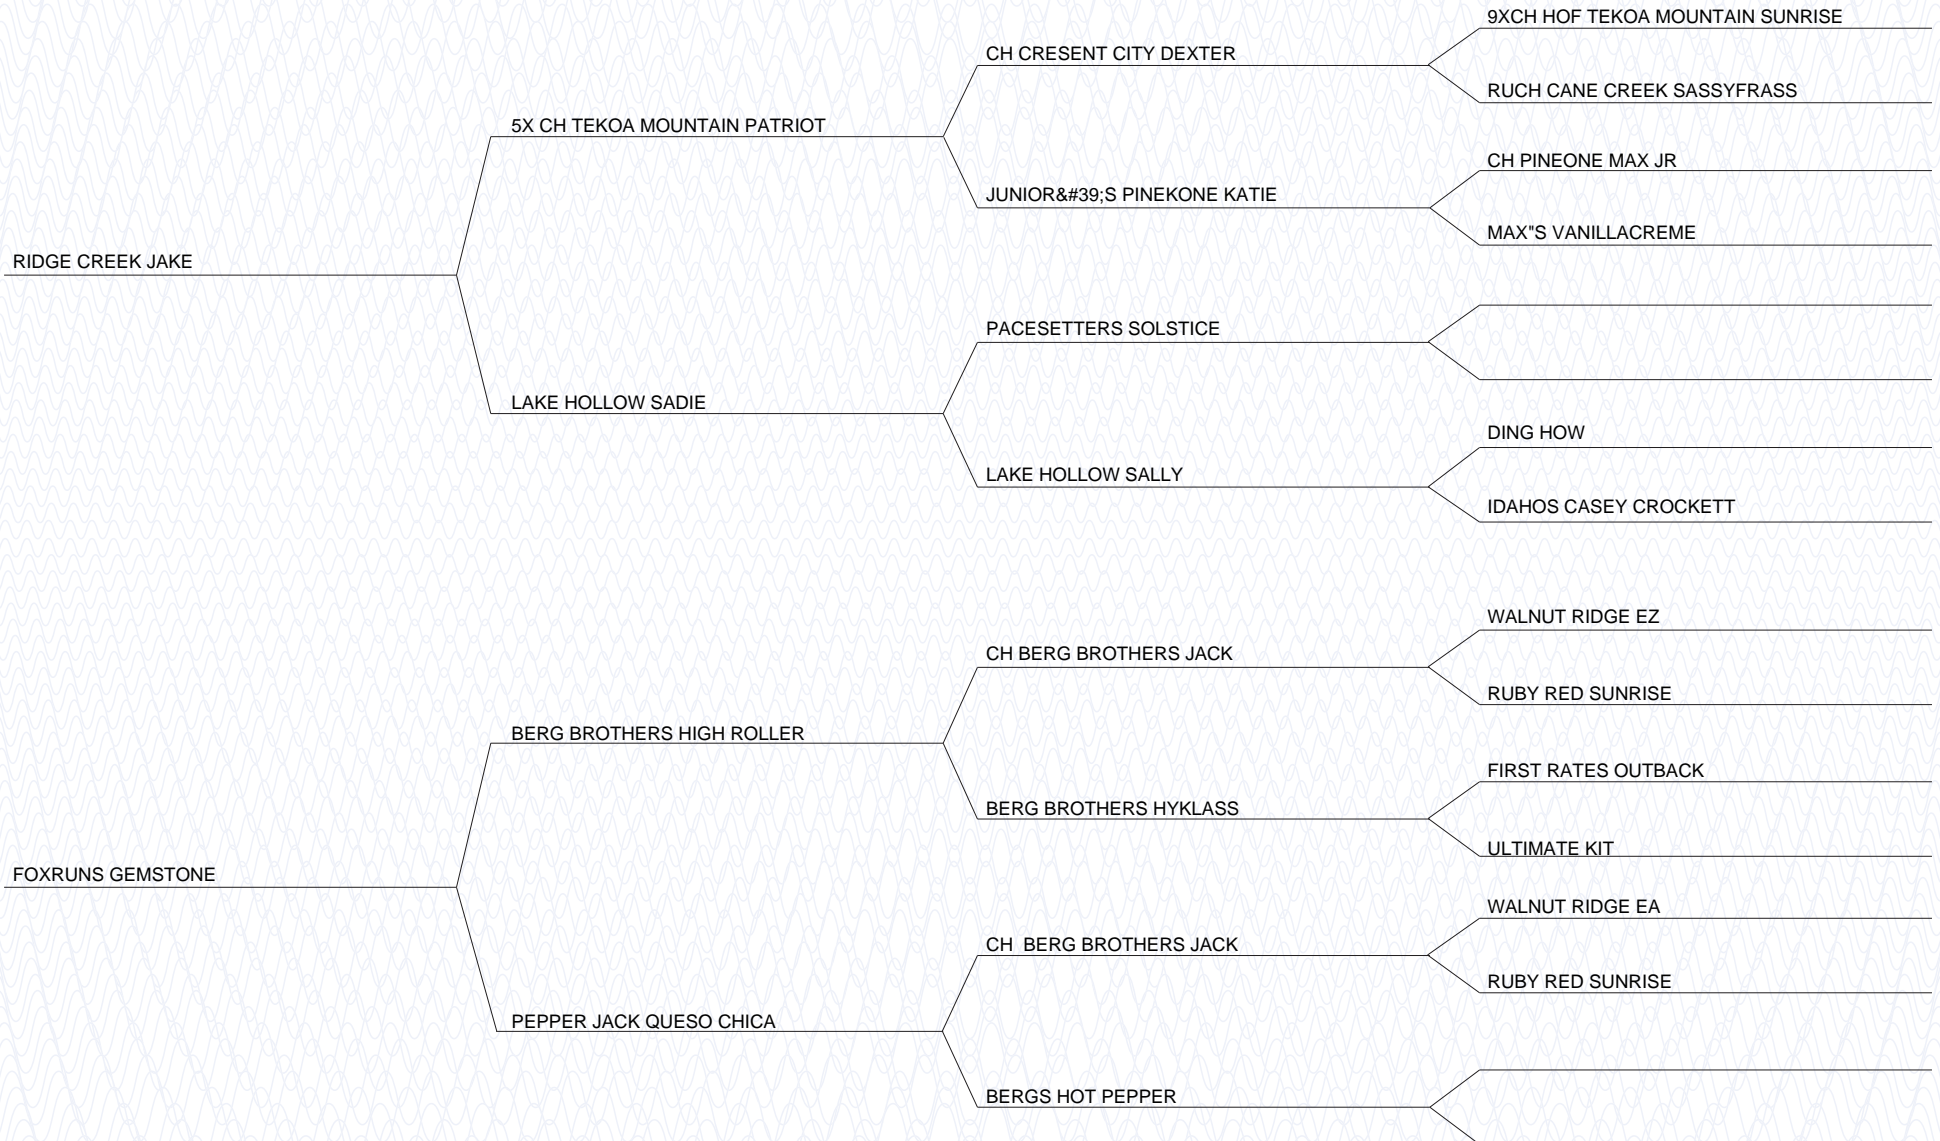 9XCH HOF TEKOA MOUNTAIN SUNRISE
CH CRESENT CITY DEXTER
RUCH CANE CREEK SASSYFRASS
5X CH TEKOA MOUNTAIN PATRIOT
CH PINEONE MAX JR
JUNIOR&#39;S PINEKONE KATIE
MAX"S VANILLACREME
RIDGE CREEK JAKE
PACESETTERS SOLSTICE
LAKE HOLLOW SADIE
DING HOW
LAKE HOLLOW SALLY
IDAHOS CASEY CROCKETT
WALNUT RIDGE EZ
CH BERG BROTHERS JACK
RUBY RED SUNRISE
BERG BROTHERS HIGH ROLLER
FIRST RATES OUTBACK
BERG BROTHERS HYKLASS
ULTIMATE KIT
FOXRUNS GEMSTONE
WALNUT RIDGE EA
CH  BERG BROTHERS JACK
RUBY RED SUNRISE
PEPPER JACK QUESO CHICA
BERGS HOT PEPPER